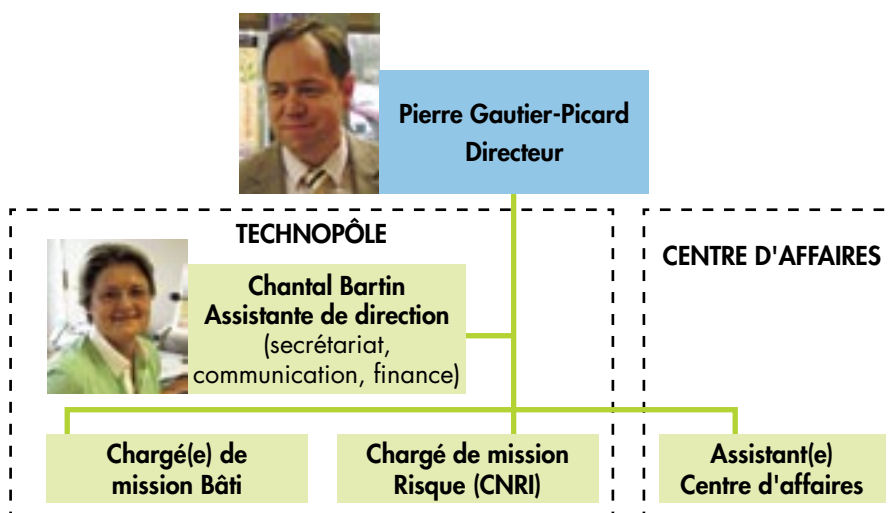 Pierre Gautier-Picard
Directeur
TECHNOPÔLE
Chantal Bartin
Assistante de direction
(secrétariat,
communication, finance)
CENTRE D'AFFAIRES
Chargé(e) de
mission Bâti
Chargé de mission
Risque (CNRI)
Assistant(e)
Centre d'affaires